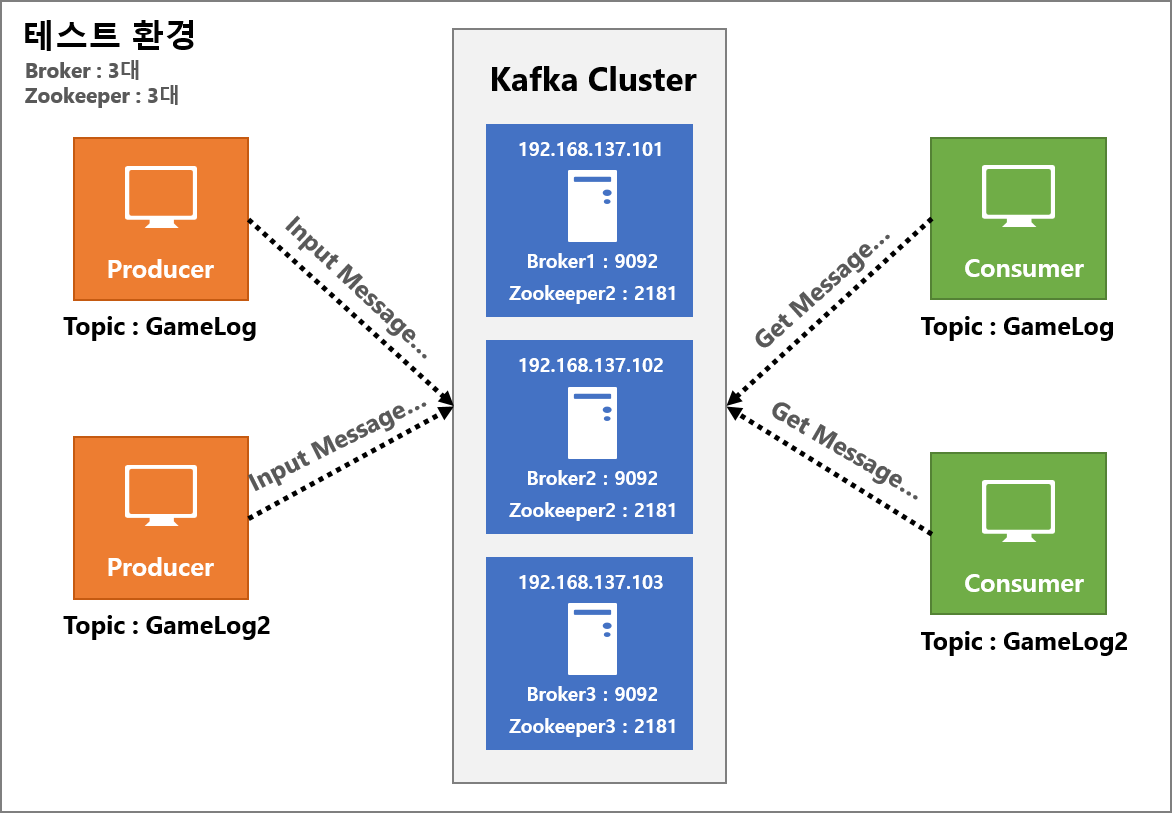 테스트 환경
Broker : 3대
Zookeeper : 3대
Producer
Topic : GameLog
Input Message...
Producer
Topic : GameLog2
Input Message...
Kafka Cluster
192.168.137.101
Broker1 : 9092
Zookeeper2 : 2181
192.168.137.102
Broker2 : 9092
Zookeeper2 : 2181
192.168.137.103
Broker3 : 9092
Zookeeper3 : 2181
Get Message...
Consumer
Topic : GameLog
Get Message...
Consumer
Topic : GameLog2